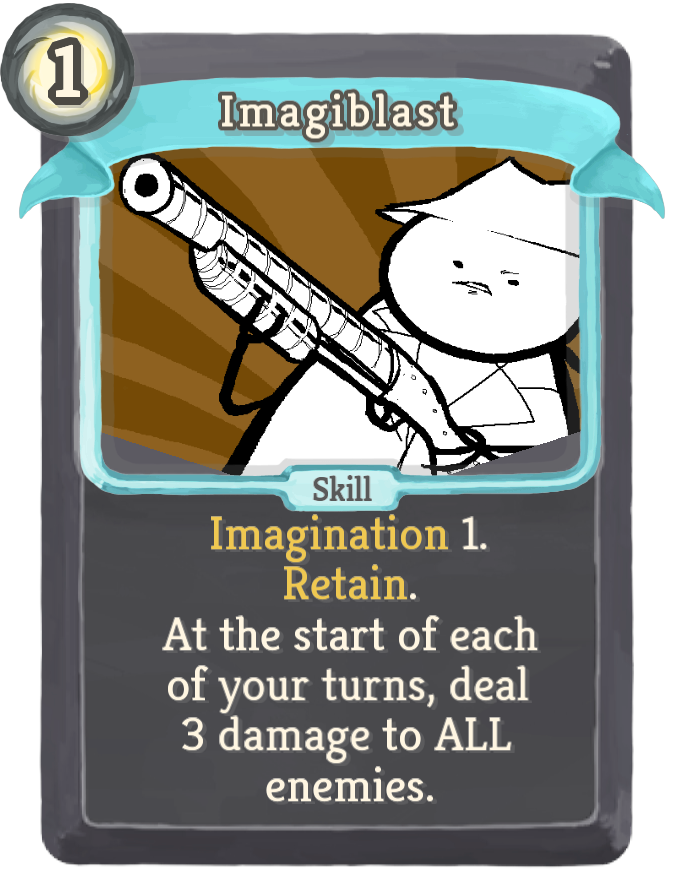 1
Imagiblast
Skill
Imagination 1.
Retain.
At the start of each
of your turns, deal
3 damage to ALL
enemies.